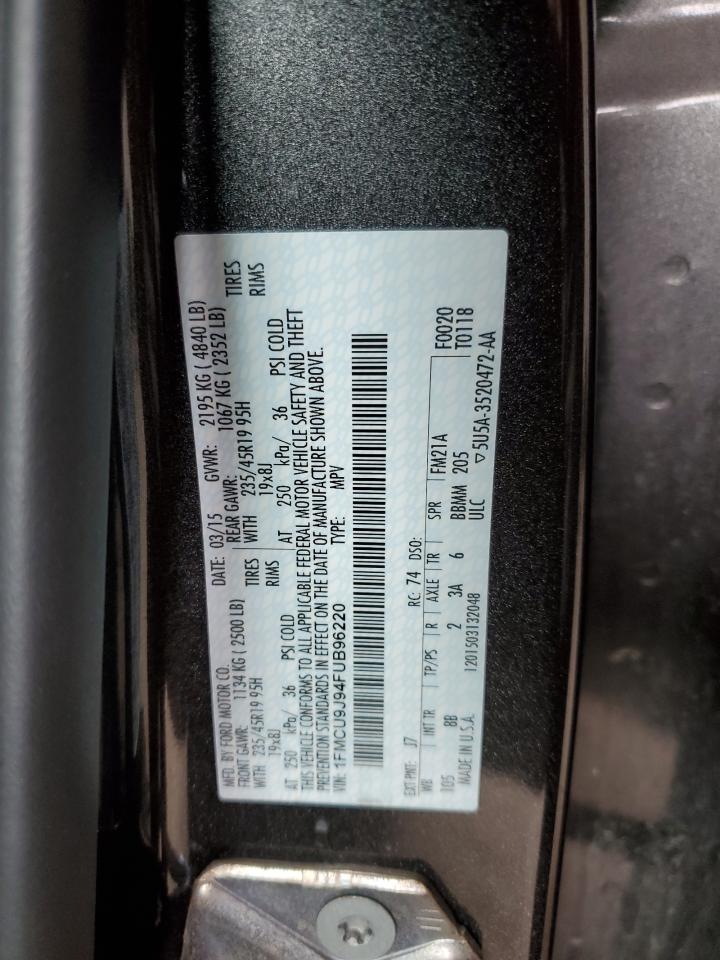 MFD. BY FORD MOTOR CO. DATE: 03/15 GVWR: 2195 KG ( 4840 LB)
FRONT GAWR: 1134 KG ( 2500 LB) REAR GAWR: 1067 KG ( 2352 LB)
WITH 235/45R19 95H TIRES WITH 235/45R19 95H TIRES
19x8J RIMS 19x8J RIMS
AT 250 kPa/ 36 PSI COLD AT 250 kPa/ 36 PSI COLD
THIS VEHICLE CONFORMS TO ALL APPLICABLE FEDERAL MOTOR VEHICLE SAFETY AND THEFT
PREVENTION STANDARDS IN EFFECT ON THE DATE OF MANUFACTURE SHOWN ABOVE.
VIN: 1FMCU9J94FUB96220 TYPE: MPV
EXT PNT: J7 RC: 74 DSO:
WB INT TR TP/PS R AXLE TR SPR FM21A F0020
105 8B 2 3A 6 BBMM 205 T0118
MADE IN U.S.A. 1201503132048 ULC ▽5U5A-3520472-AA